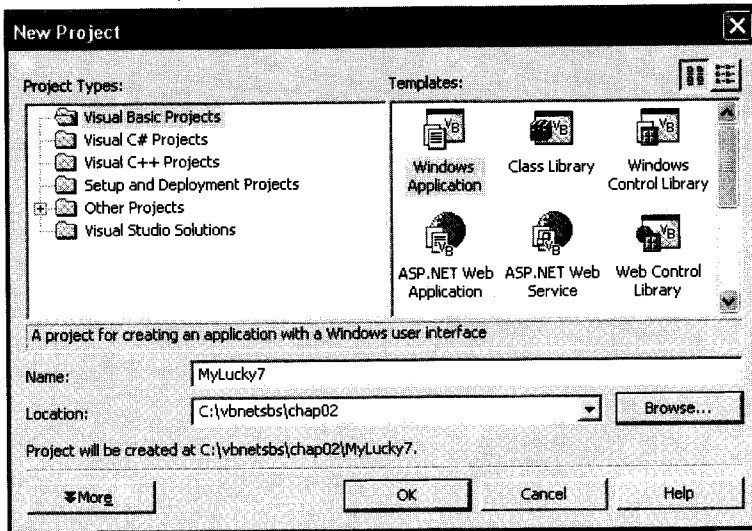 New Project
Project Types:
Templates:
Visual Basic Projects
Visual C# Projects
Visual C++ Projects
Setup and Deployment Projects
Other Projects
Visual Studio Solutions
Windows Application
Class Library
Windows Control Library
ASP.NET Web Application
ASP.NET Web Service
Web Control Library
A project for creating an application with a Windows user interface
Name:
MyLucky7
Location:
C:\vbnetsbs\chap02
Browse...
Project will be created at C:\vbnetsbs\chap02\MyLucky7.
More
OK
Cancel
Help